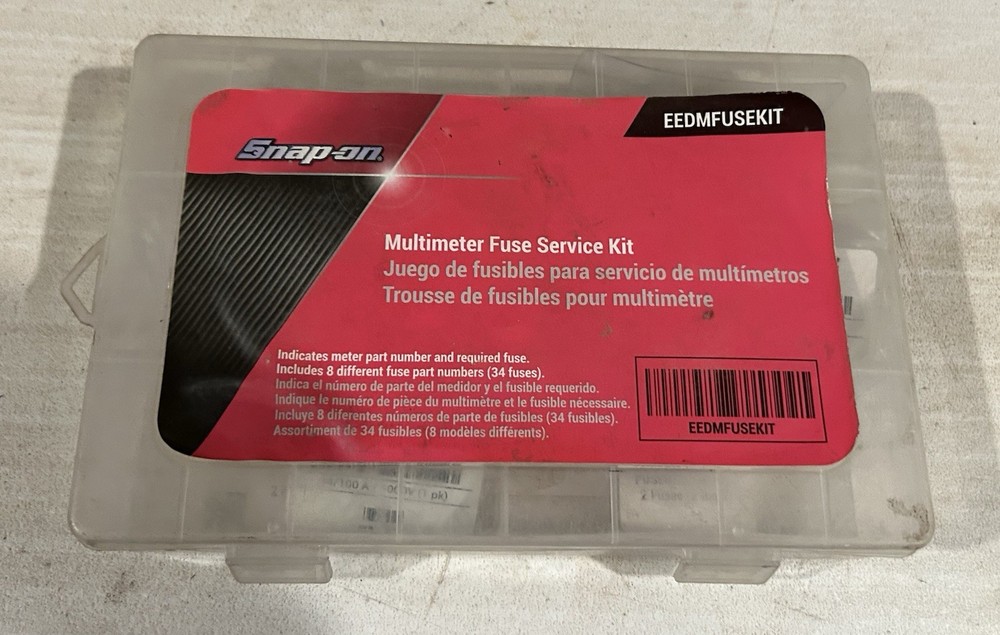 Snap-on
EEDMFUSEKIT
Multimeter Fuse Service Kit
Juego de fusibles para servicio de multímetros
Trousse de fusibles pour multimètre
Indicates meter part number and required fuse.
Includes 8 different fuse part numbers (34 fuses).
Indica el número de parte del medidor y el fusible requerido.
Indique le numéro de pièce du multimètre et le fusible nécessaire.
Incluye 8 diferentes números de parte de fusibles (34 fusibles).
Assortiment de 34 fusibles (8 modèles différents).
EEDMFUSEKIT